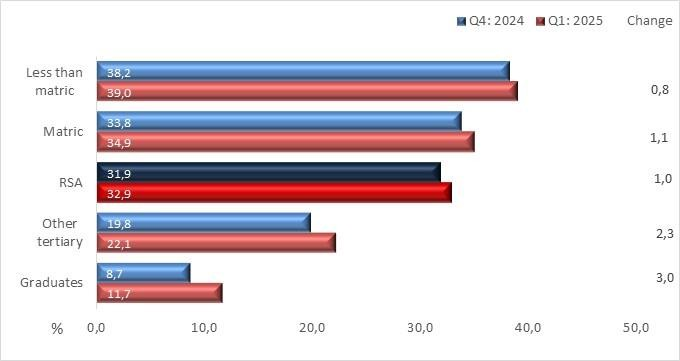 Q4: 2024 Q1: 2025 Change
Less than
matric
38,2
39,0
0,8
Matric
33,8
34,9
1,1
RSA
31,9
32,9
1,0
Other
tertiary
19,8
22,1
2,3
Graduates
8,7
11,7
3,0
% 0,0 10,0 20,0 30,0 40,0 50,0